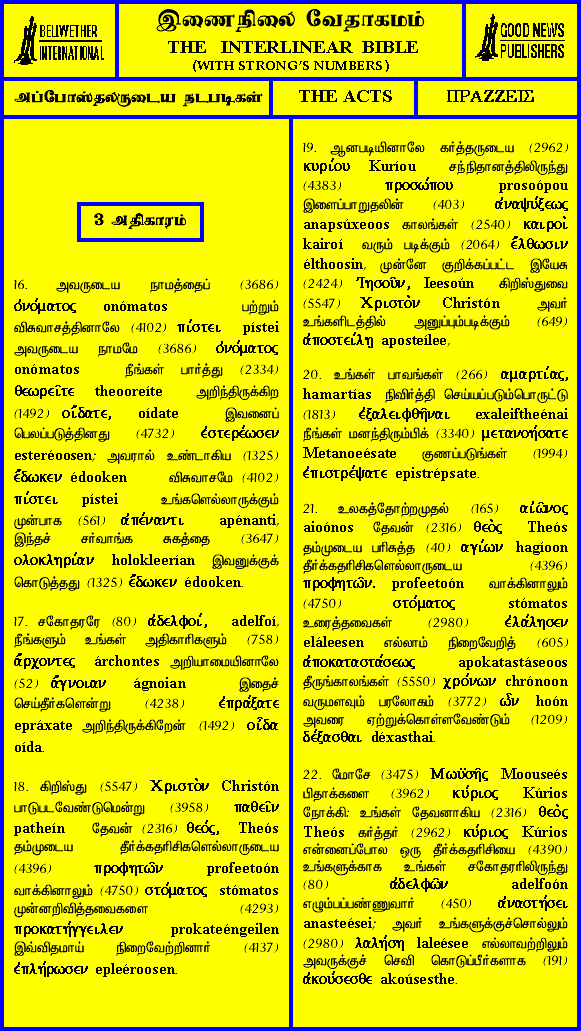 BELLWETHER
INTERNATIONAL
இணைநிலை வேதாகமம்
THE INTERLINEAR BIBLE
(WITH STRONG'S NUMBERS)
GOOD NEWS
PUBLISHERS
அப்போஸ்தலருடைய நடபடிகள்
THE ACTS
ΠΡΑΖΖΕΙΣ
3 அதிகாரம்
16. அவருடைய நாமத்தைப் (3686)
ὀνόματος onómatos பற்றும்
விசுவாசத்தினாலே (4102) πίστει pístei
அவருடைய நாமமே (3686) ὀνόματος
onómatos நீங்கள் பார்த்து (2334)
θεωρεῖτε theooreíte அறிந்திருக்கிற
(1492) οἴδατε, oídate இவனைப்
பெலப்படுத்தினது (4732) ἐστερέωσεν
esteréoosen; அவரால் உண்டாகிய (1325)
ἔδωκεν édooken விசுவாசமே (4102)
πίστει pístei உங்களெல்லாருக்கும்
முன்பாக (561) ἀπέναντι apénanti,
இந்தச் சர்வாங்க சுகத்தை (3647)
ολοκληρίαν holokleerían இவனுக்குக்
கொடுத்தது (1325) ἔδωκεν édooken.
17. சகோதரரே (80) ἀδελφοί, adelfoí,
நீங்களும் உங்கள் அதிகாரிகளும் (758)
ἄρχοντες árchontes அறியாமையினாலே
(52) ἄγνοιαν ágnoian இதைச்
செய்தீர்களென்று (4238) ἐπράξατε
epráxate அறிந்திருக்கிறேன் (1492) οἶδα
oída.
18. கிறிஸ்து (5547) Χριστὸν Christón
பாடுபடவேண்டுமென்று (3958) παθεῖν
patheín தேவன் (2316) θεός, Theós
தம்முடைய தீர்க்கதரிசிகளெல்லாருடைய
(4396) προφητῶν profeetoón
வாக்கினாலும் (4750) στόματος stómatos
முன்னறிவித்தவைகளை (4293)
προκατήγγειλεν prokateéngeilen
இவ்விதமாய் நிறைவேற்றினார் (4137)
ἐπλήρωσεν epleéroosen.
19. ஆனபடியினாலே கர்த்தருடைய (2962)
κυρίου Kuríou சந்நிதானத்திலிருந்து
(4383) προσώπου prosoópou
இளைப்பாறுதலின் (403) ἀναψύξεως
anapsúxeoos காலங்கள் (2540) καιροὶ
kairoí வரும் படிக்கும் (2064) ἔλθωσιν
élthoosin, முன்னே குறிக்கப்பட்ட இயேசு
(2424) Ἰησοῦν, Ieesoún கிறிஸ்துவை
(5547) Χριστὸν Christón அவர்
உங்களிடத்தில் அனுப்பும்படிக்கும் (649)
ἀποστείλῃ aposteílee,
20. உங்கள் பாவங்கள் (266) αμαρτίας,
hamartías நிவிர்த்தி செய்யப்படும்பொருட்டு
(1813) ἐξαλειφθῆναι exaleiftheénai
நீங்கள் மனந்திரும்பிக் (3340) μετανοήσατε
Metanoeésate குணப்படுங்கள் (1994)
ἐπιστρέψατε epistrépsate.
21. உலகத்தோற்றமுதல் (165) αἰῶνος
aioónos தேவன் (2316) θεὸς Theós
தம்முடைய பரிசுத்த (40) αγίων hagíoon
தீர்க்கதரிசிகளெல்லாருடைய (4396)
προφητῶν. profeetoón வாக்கினாலும்
(4750) στόματος stómatos
உரைத்தவைகள் (2980) ἐλάλησεν
eláleesen எல்லாம் நிறைவேறித் (605)
ἀποκαταστάσεως apokatastáseoos
தீருங்காலங்கள் (5550) χρόνων chrónoon
வருமளவும் பரலோகம் (3772) ὧν hoón
அவரை ஏற்றுக்கொள்ளவேண்டும் (1209)
δέξασθαι déxasthai.
22. மோசே (3475) Μωϋσῆς Moouseés
பிதாக்களை (3962) κύριος Kúrios
நோக்கி: உங்கள் தேவனாகிய (2316) θεὸς
Theós கர்த்தர் (2962) κύριος Kúrios
என்னைப்போல ஒரு தீர்க்கதரிசியை (4390)
உங்களுக்காக உங்கள் சகோதரரிலிருந்து
(80) ἀδελφῶν adelfoón
எழும்பப்பண்ணுவார் (450) ἀναστήσει
anasteései; அவர் உங்களுக்குச்சொல்லும்
(2980) λαλήσῃ laleésee எல்லாவற்றிலும்
அவருக்குச் செவி கொடுப்பீர்களாக (191)
ἀκούσεσθε akoúsesthe.